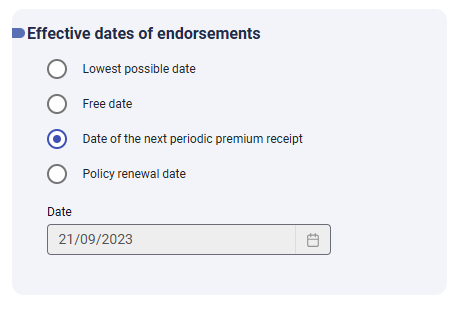 Effective dates of endorsements
Lowest possible date
Free date
Date of the next periodic premium receipt
Policy renewal date
Date
21/09/2023